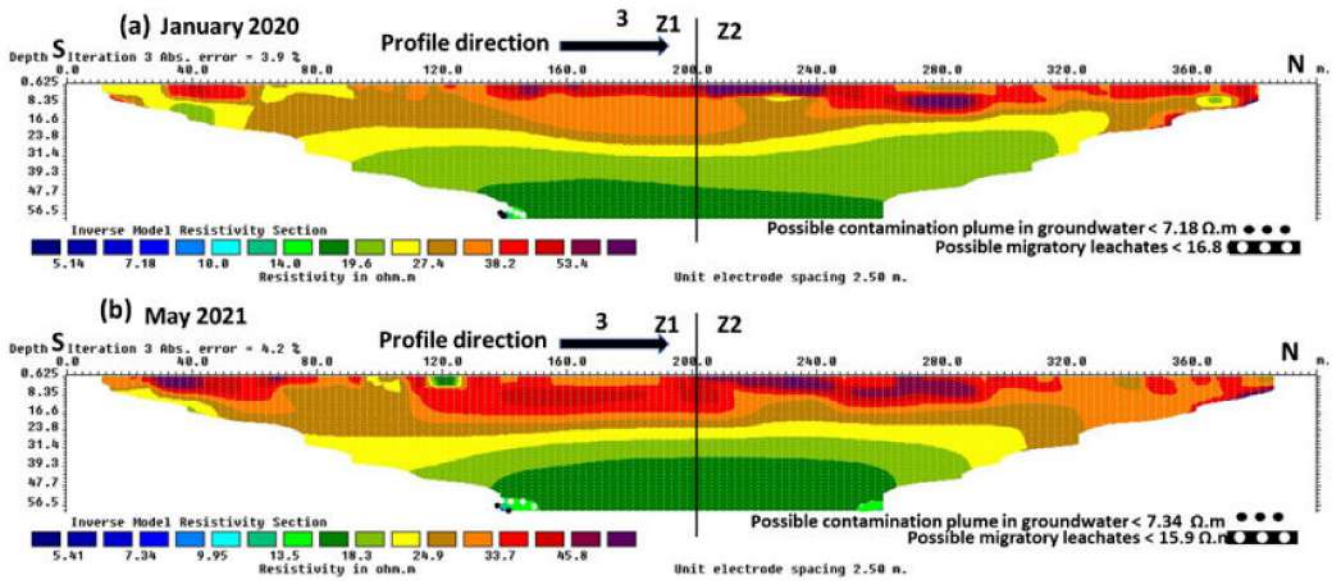 (a) January 2020
3 Z1 Z2
Profile direction
Depth S Iteration 3 Abs. error = 3.9 % N
0.0 40.0 80.0 120.0 160.0 200.0 240.0 280.0 320.0 360.0 m.
0.625
8.35
16.6
23.8
31.4
39.3
47.7
56.5
Possible contamination plume in groundwater < 7.18 Ω.m
Possible migratory leachates < 16.8
Inverse Model Resistivity Section
5.14 7.18 10.0 14.0 19.6 27.4 38.2 53.4
Resistivity in ohm.m
Unit electrode spacing 2.50 m.
(b) May 2021
3 Z1 Z2
Profile direction
Depth S Iteration 3 Abs. error = 4.2 % N
0.0 40.0 80.0 120.0 160.0 200.0 240.0 280.0 320.0 360.0 m.
0.625
8.35
16.6
23.8
31.4
39.3
47.7
56.5
Possible contamination plume in groundwater < 7.34 Ω.m
Possible migratory leachates < 15.9 Ω.m
Inverse Model Resistivity Section
5.41 7.34 9.95 13.5 18.3 24.9 33.7 45.8
Resistivity in ohm.m
Unit electrode spacing 2.50 m.